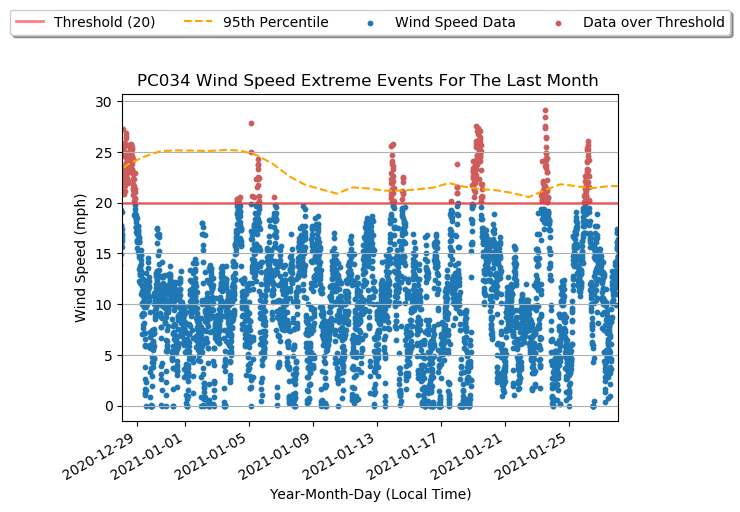 Threshold (20) 95th Percentile Wind Speed Data Data over Threshold
PC034 Wind Speed Extreme Events For The Last Month
Wind Speed (mph)
30
25
20
15
10
5
0
2020-12-29 2021-01-01 2021-01-05 2021-01-09 2021-01-13 2021-01-17 2021-01-21 2021-01-25
Year-Month-Day (Local Time)